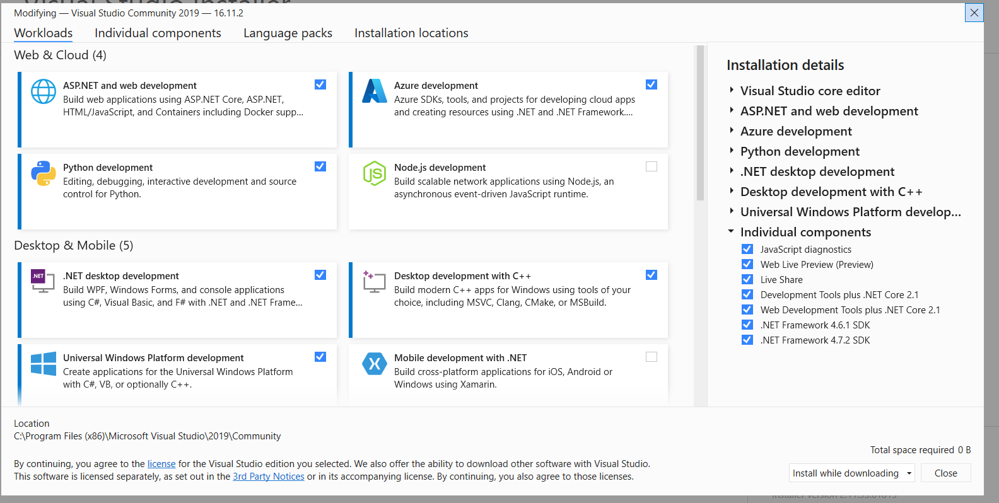 Visual Studio Installer
Modifying — Visual Studio Community 2019 — 16.11.2
Workloads
Individual components
Language packs
Installation locations
Web & Cloud (4)
ASP.NET and web development
Build web applications using ASP.NET Core, ASP.NET,
HTML/JavaScript, and Containers including Docker supp...
Azure development
Azure SDKs, tools, and projects for developing cloud apps
and creating resources using .NET and .NET Framework....
Python development
Editing, debugging, interactive development and source
control for Python.
JS
Node.js development
Build scalable network applications using Node.js, an
asynchronous event-driven JavaScript runtime.
Desktop & Mobile (5)
.NET
.NET desktop development
Build WPF, Windows Forms, and console applications
using C#, Visual Basic, and F# with .NET and .NET Frame...
Desktop development with C++
Build modern C++ apps for Windows using tools of your
choice, including MSVC, Clang, CMake, or MSBuild.
Universal Windows Platform development
Create applications for the Universal Windows Platform
with C#, VB, or optionally C++.
Mobile development with .NET
Build cross-platform applications for iOS, Android or
Windows using Xamarin.
Installation details
Visual Studio core editor
ASP.NET and web development
Azure development
Python development
.NET desktop development
Desktop development with C++
Universal Windows Platform develop...
Individual components
JavaScript diagnostics
Web Live Preview (Preview)
Live Share
Development Tools plus .NET Core 2.1
Web Development Tools plus .NET Core 2.1
.NET Framework 4.6.1 SDK
.NET Framework 4.7.2 SDK
Location
C:\Program Files (x86)\Microsoft Visual Studio\2019\Community
By continuing, you agree to the license for the Visual Studio edition you selected. We also offer the ability to download other software with Visual Studio.
This software is licensed separately, as set out in the 3rd Party Notices or in its accompanying license. By continuing, you also agree to those licenses.
Total space required 0 B
Install while downloading
Close